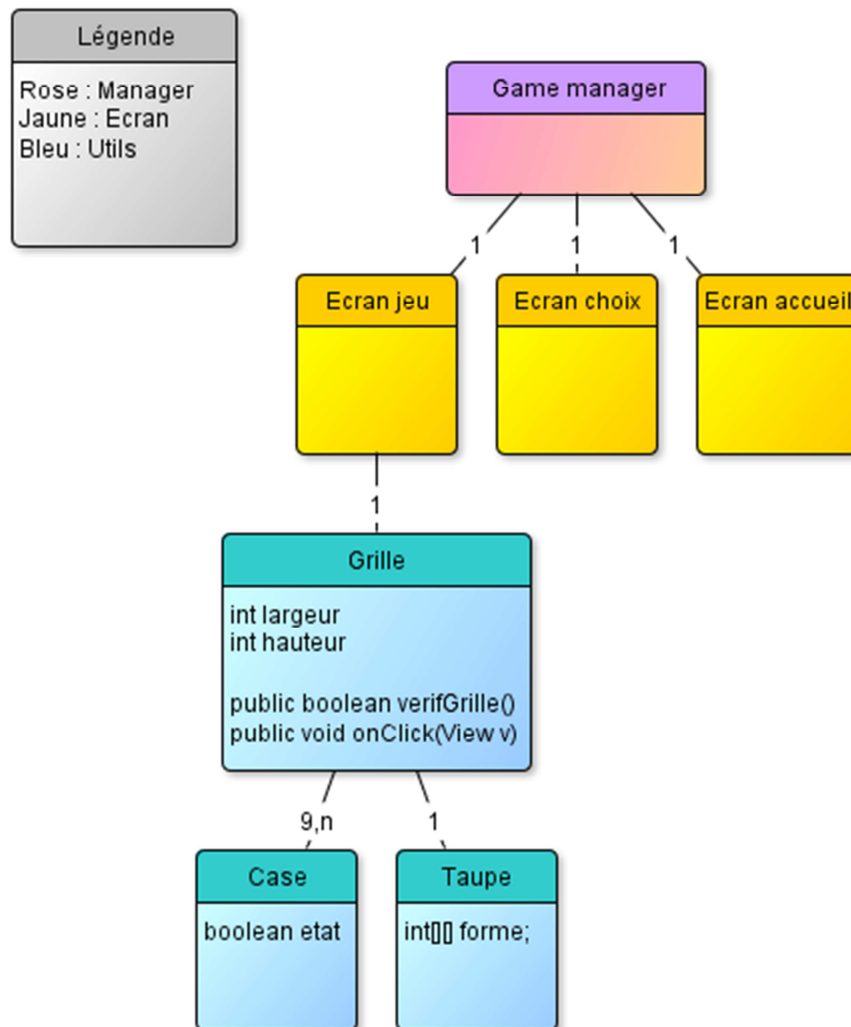 Légende
Rose : Manager
Jaune : Ecran
Bleu : Utils
Game manager
1
1
1
Ecran jeu
Ecran choix
Ecran accueil
1
Grille
int largeur
int hauteur
public boolean verifGrille()
public void onClick(View v)
9,n
1
Case
boolean etat
Taupe
int[][] forme;